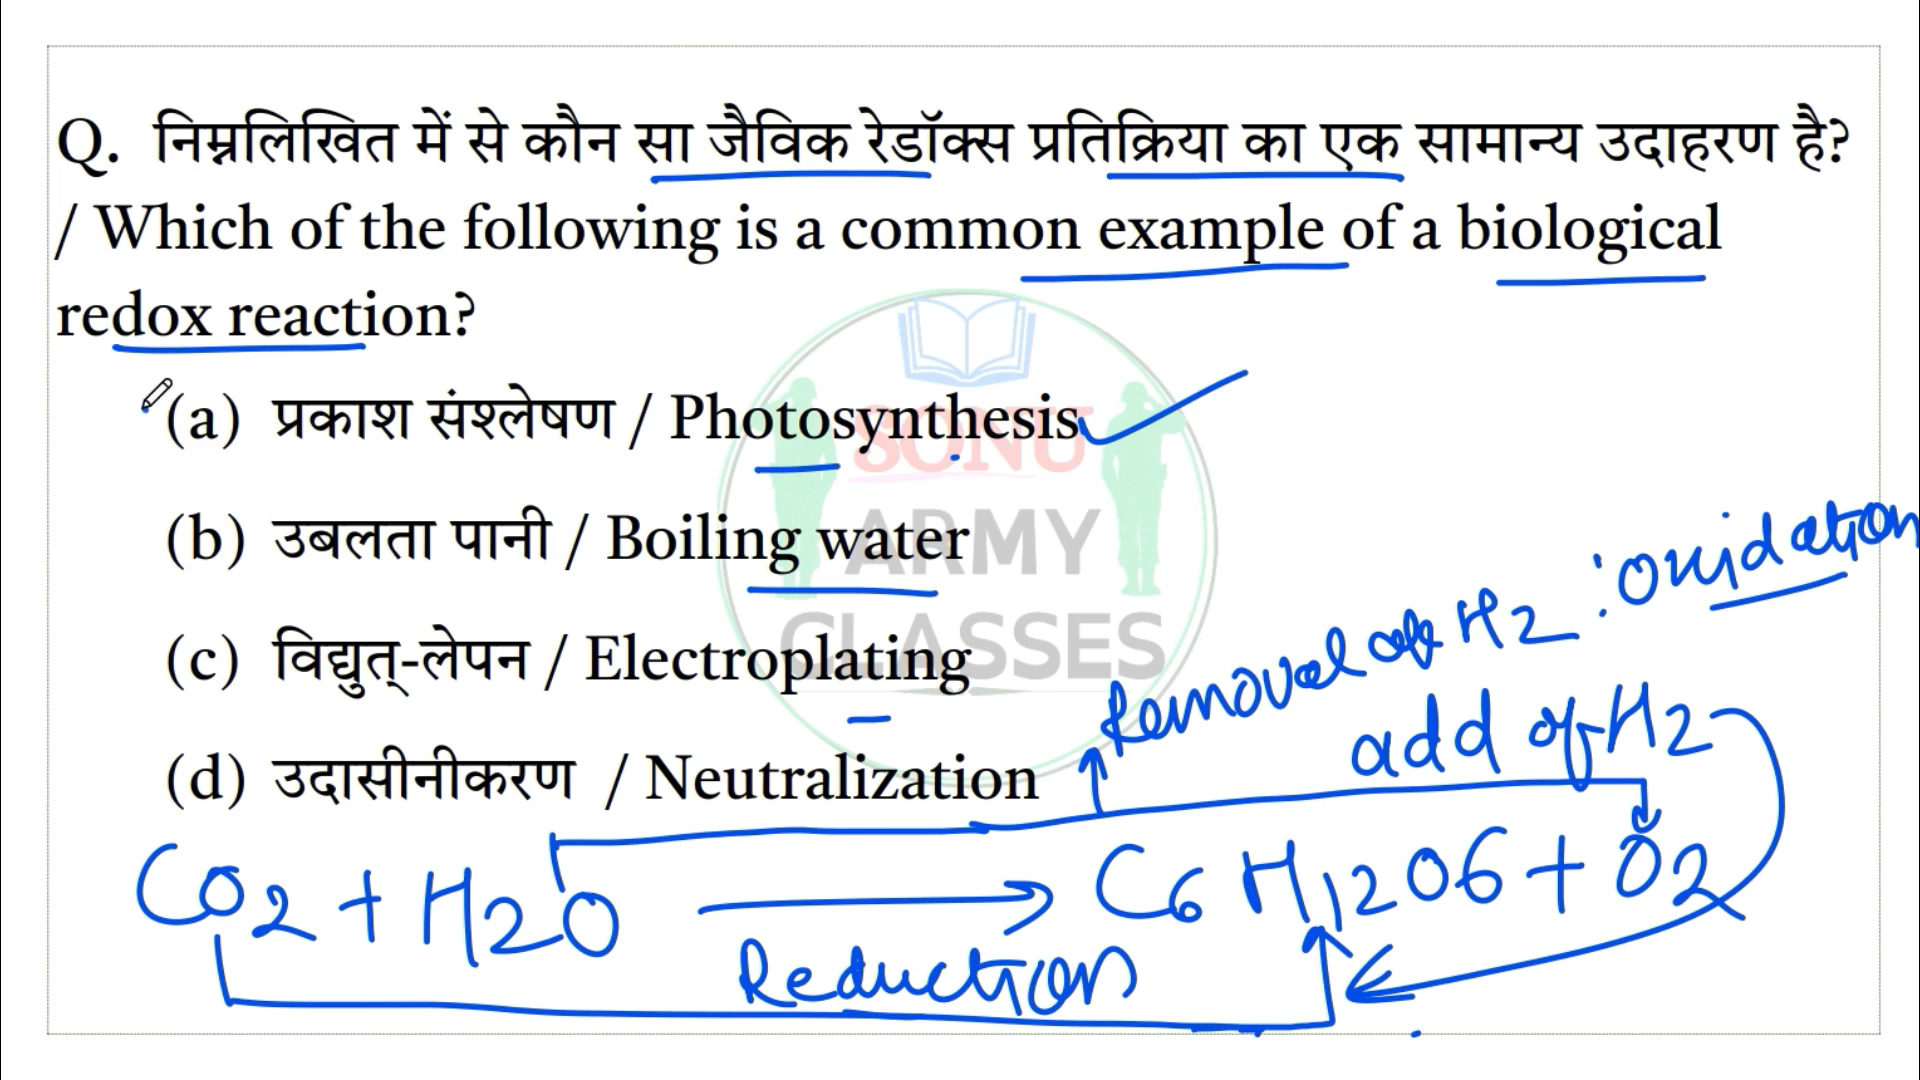 Q. निम्नलिखित में से कौन सा जैविक रेडॉक्स प्रतिक्रिया का एक सामान्य उदाहरण है?
/ Which of the following is a common example of a biological
redox reaction?
(a) प्रकाश संश्लेषण / Photosynthesis
(b) उबलता पानी / Boiling water
(c) विद्युत्-लेपन / Electroplating
(d) उदासीनीकरण / Neutralization
SONU
ARMY
CLASSES
Removal of H2 : oxidation
add of H2
CO2 + H2O → C6H12O6 + O2
Reduction